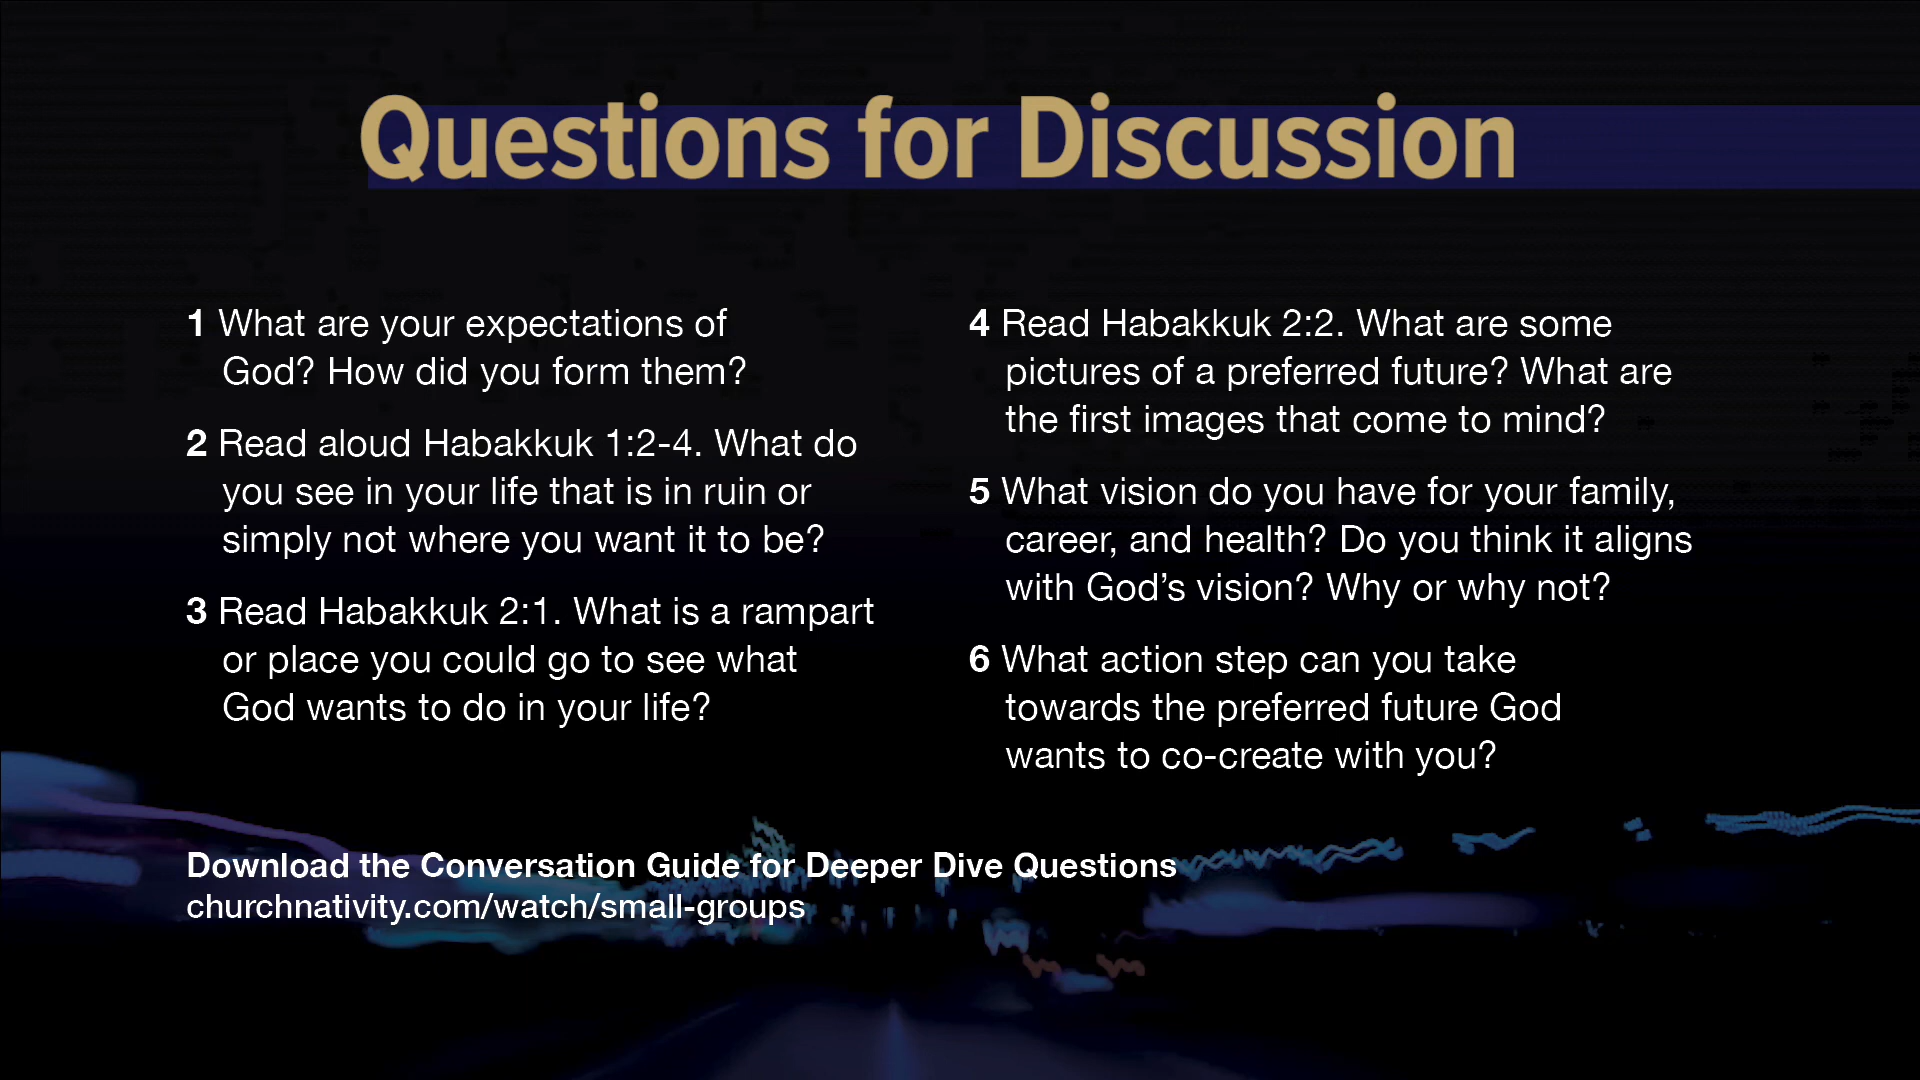 Questions for Discussion
1 What are your expectations of
God? How did you form them?
2 Read aloud Habakkuk 1:2-4. What do
you see in your life that is in ruin or
simply not where you want it to be?
3 Read Habakkuk 2:1. What is a rampart
or place you could go to see what
God wants to do in your life?
4 Read Habakkuk 2:2. What are some
pictures of a preferred future? What are
the first images that come to mind?
5 What vision do you have for your family,
career, and health? Do you think it aligns
with God’s vision? Why or why not?
6 What action step can you take
towards the preferred future God
wants to co-create with you?
Download the Conversation Guide for Deeper Dive Questions
churchnativity.com/watch/small-groups